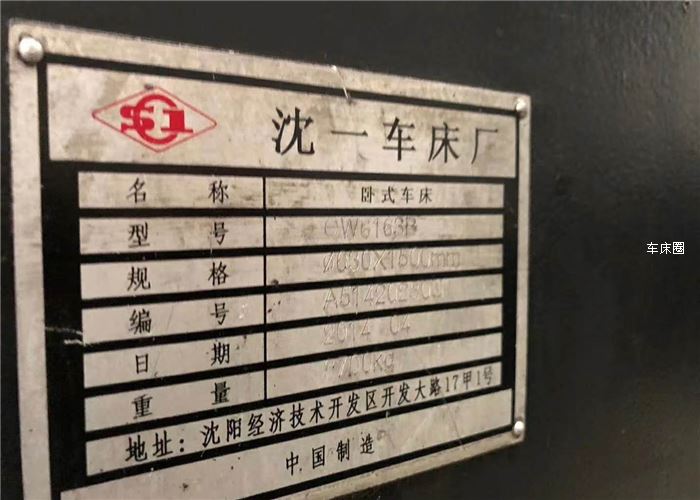 沈一车床厂
名称 卧式车床
型号 CW6163B
规格 Ø630X1500mm
编号
日期 2014 04
重量
地址：沈阳经济技术开发区开发大路17甲1号
中国制造
车床圈